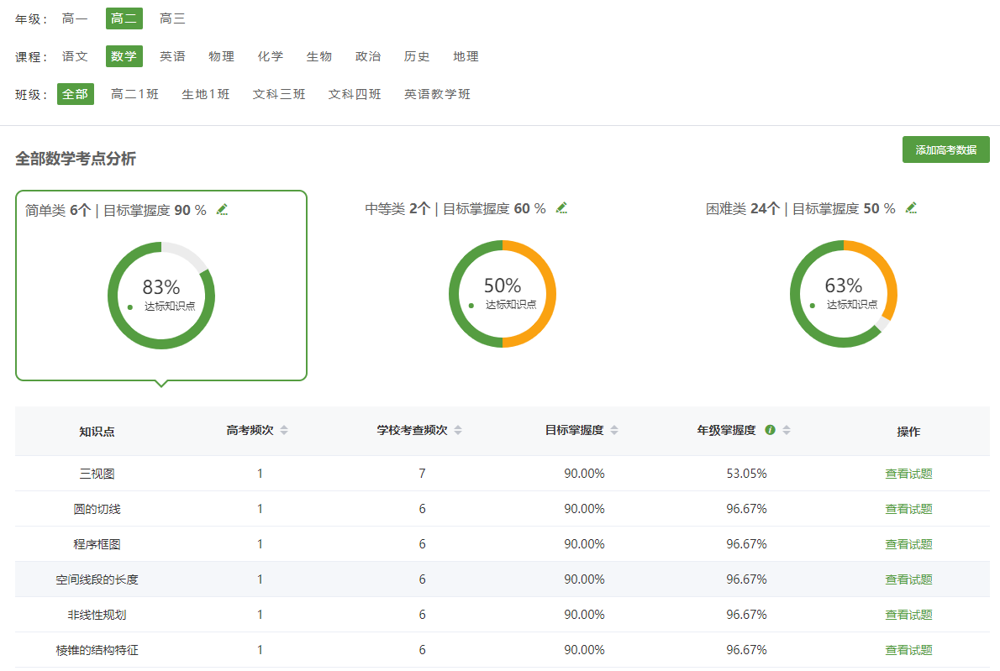 年级： 高一 高二 高三
课程： 语文 数学 英语 物理 化学 生物 政治 历史 地理
班级： 全部 高二1班 生地1班 文科三班 文科四班 英语教学班
全部数学考点分析
添加高考数据
简单类 6个 | 目标掌握度 90 %
83%
达标知识点
中等类 2个 | 目标掌握度 60 %
50%
达标知识点
困难类 24个 | 目标掌握度 50 %
63%
达标知识点
知识点 高考频次 学校考查频次 目标掌握度 年级掌握度 i 操作
三视图 1 7 90.00% 53.05% 查看试题
圆的切线 1 6 90.00% 96.67% 查看试题
程序框图 1 6 90.00% 96.67% 查看试题
空间线段的长度 1 6 90.00% 96.67% 查看试题
非线性规划 1 6 90.00% 96.67% 查看试题
棱锥的结构特征 1 6 90.00% 96.67% 查看试题